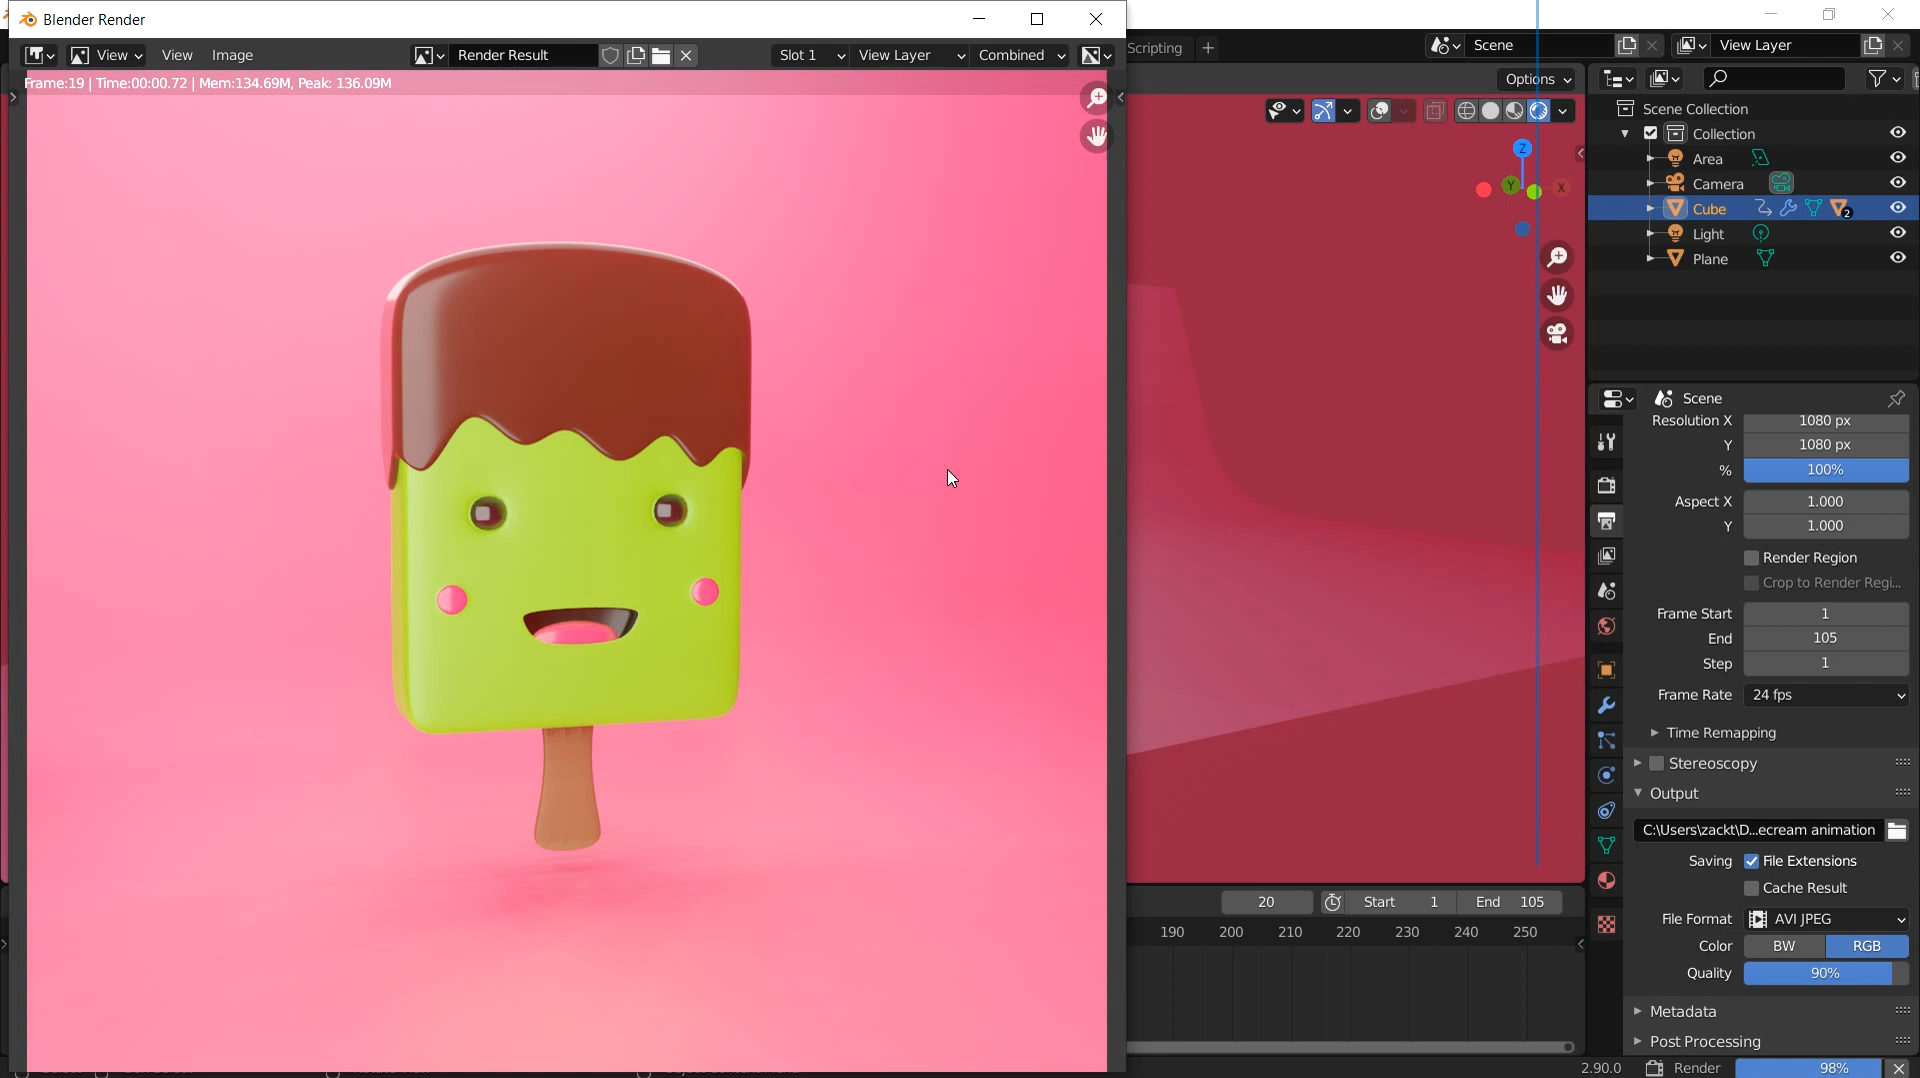 Blender Render
View
View
Image
Render Result
Slot 1
View Layer
Combined
Frame:19 | Time:00:00.72 | Mem:134.69M, Peak: 136.09M
Scripting
+
Scene
View Layer
Options
Z
Y
X
Scene Collection
Collection
Area
Camera
Cube
2
Light
Plane
Scene
Resolution X
1080 px
Y
1080 px
%
100%
Aspect X
1.000
Y
1.000
Render Region
Crop to Render Regi...
Frame Start
1
End
105
Step
1
Frame Rate
24 fps
Time Remapping
Stereoscopy
Output
C:\Users\zackt\D...ecream animation
Saving
File Extensions
Cache Result
File Format
AVI JPEG
Color
BW
RGB
Quality
90%
Metadata
Post Processing
20
Start 1
End 105
190 200 210 220 230 240 250
2.90.0
Render
98%